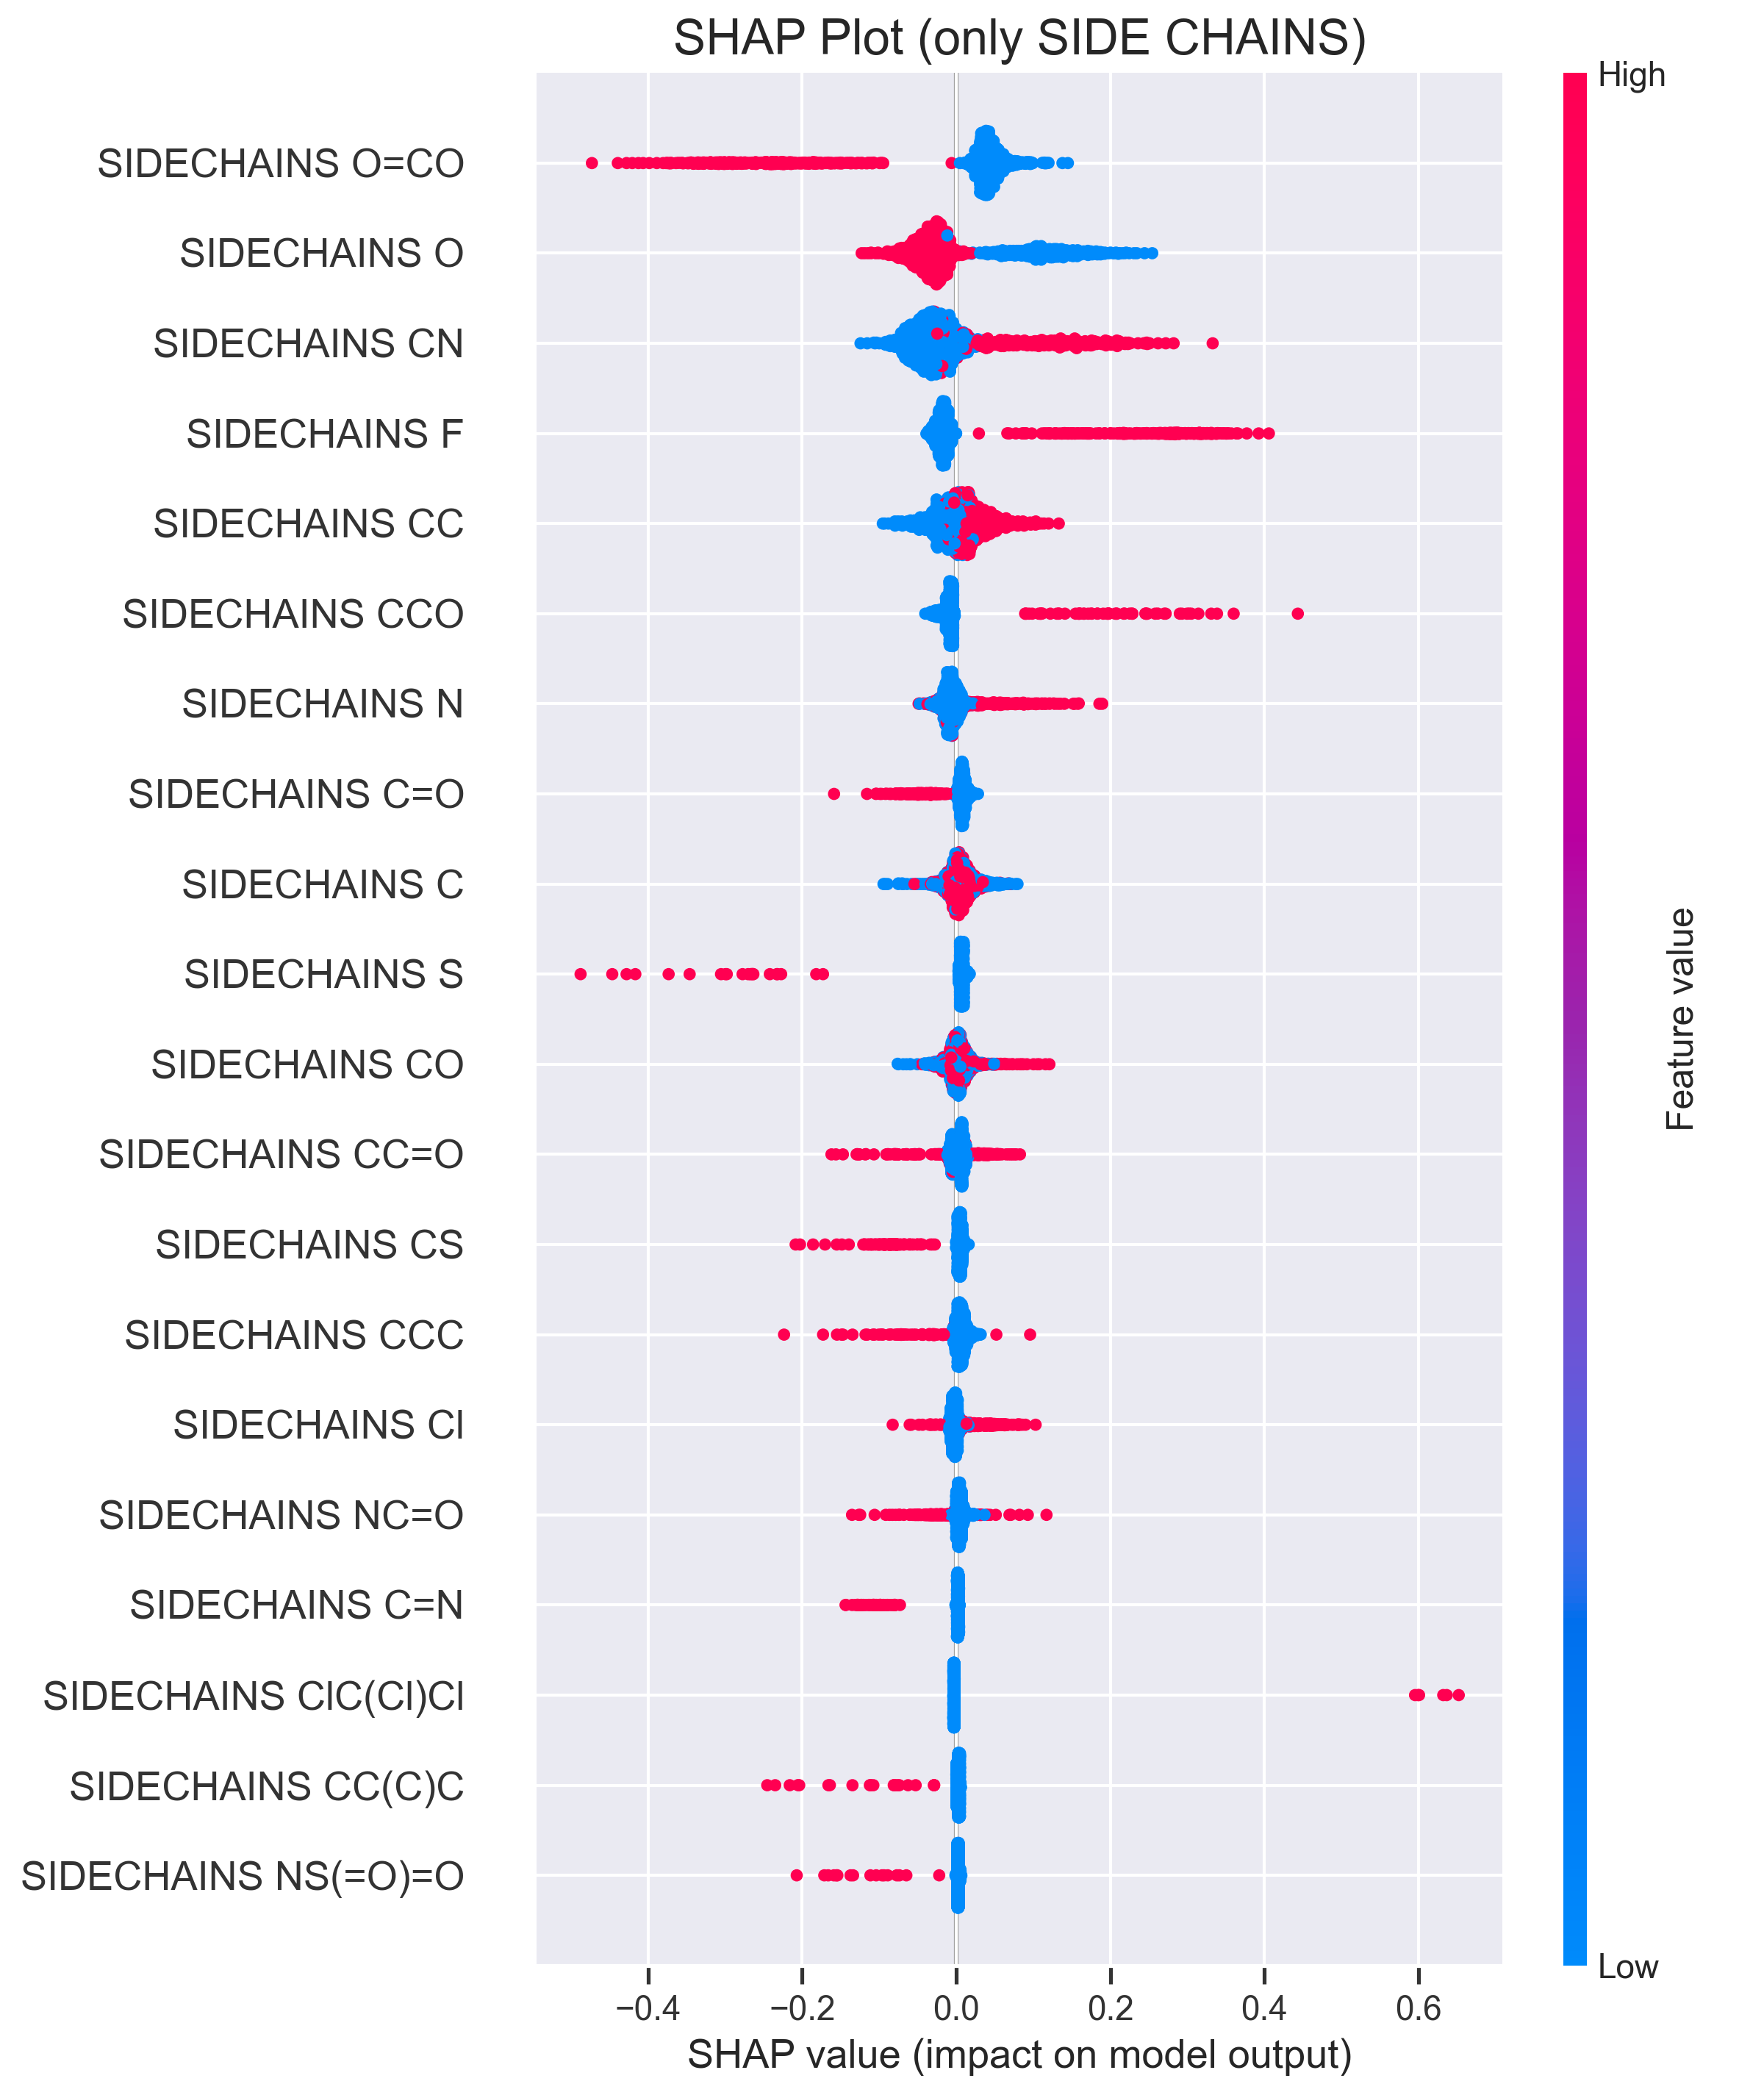 SHAP Plot (only SIDE CHAINS)
High
SIDECHAINS O=CO
SIDECHAINS O
SIDECHAINS CN
SIDECHAINS F
SIDECHAINS CC
SIDECHAINS CCO
SIDECHAINS N
SIDECHAINS C=O
SIDECHAINS C
SIDECHAINS S
SIDECHAINS CO
SIDECHAINS CC=O
SIDECHAINS CS
SIDECHAINS CCC
SIDECHAINS Cl
SIDECHAINS NC=O
SIDECHAINS C=N
SIDECHAINS ClC(Cl)Cl
SIDECHAINS CC(C)C
SIDECHAINS NS(=O)=O
Feature value
Low
−0.4 −0.2 0.0 0.2 0.4 0.6
SHAP value (impact on model output)